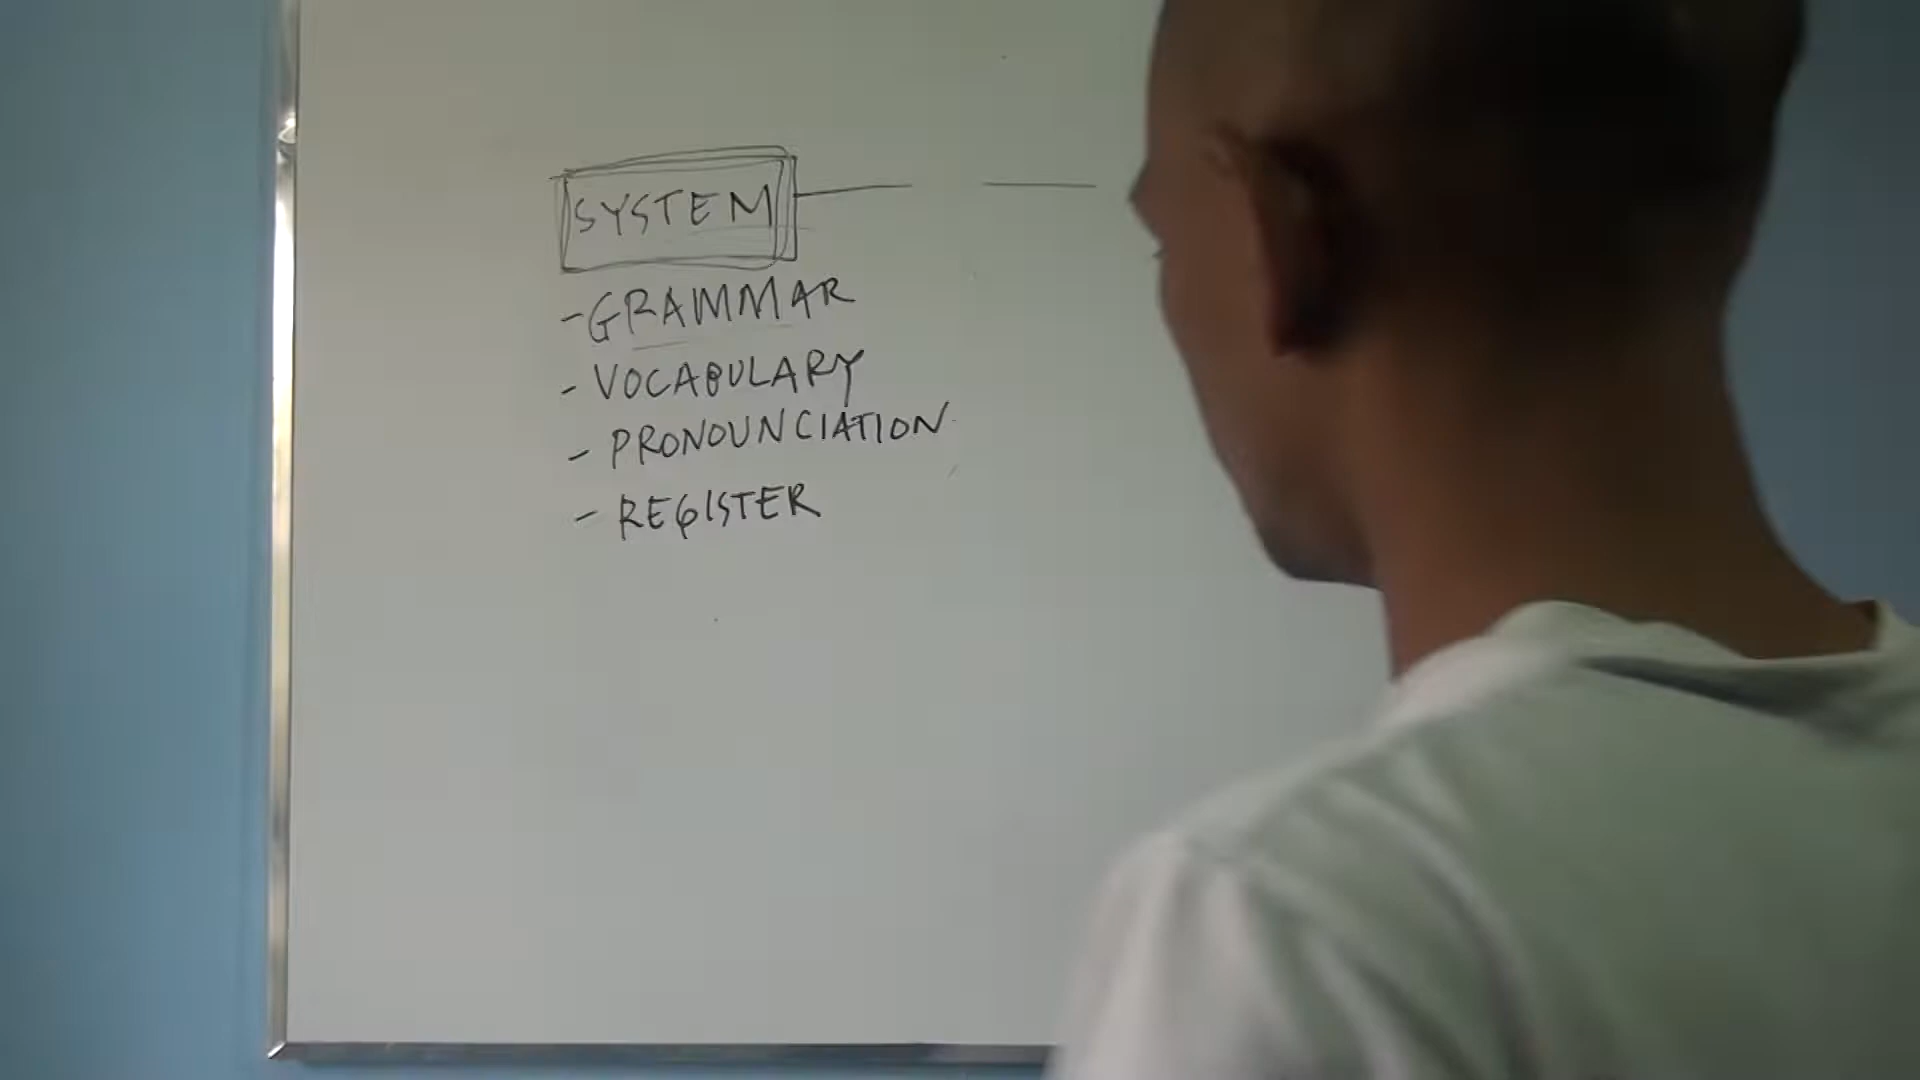 SYSTEM
- GRAMMAR
- VOCABULARY
- PRONOUNCIATION
- REGISTER